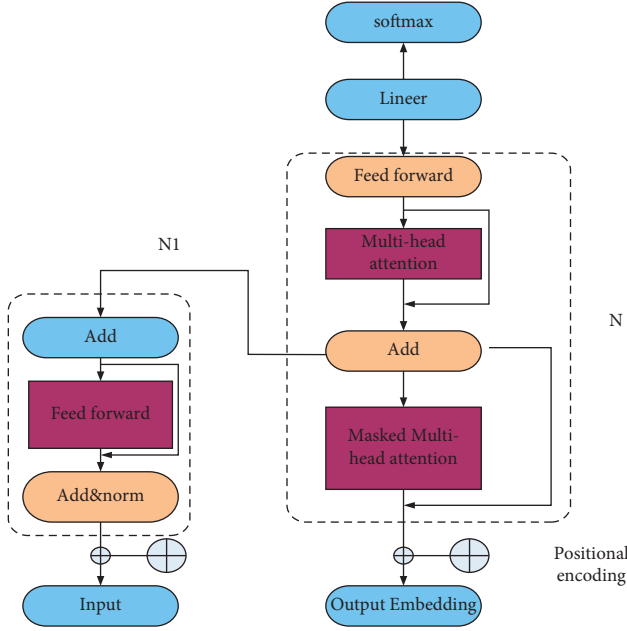 softmax
Lineer
Feed forward
Multi-head
attention
N1
N
Add
Add
Feed forward
Masked Multi-
head attention
Add&norm
Positional
encoding
Input
Output Embedding